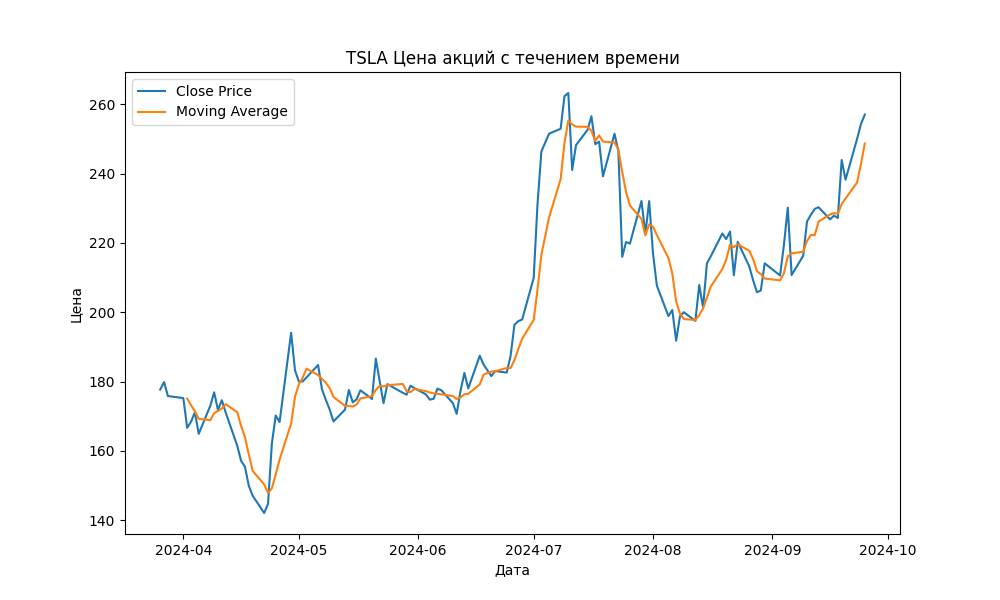 TSLA Цена акций с течением времени
Close Price
Moving Average
Цена
260
240
220
200
180
160
140
2024-04
2024-05
2024-06
2024-07
2024-08
2024-09
2024-10
Дата